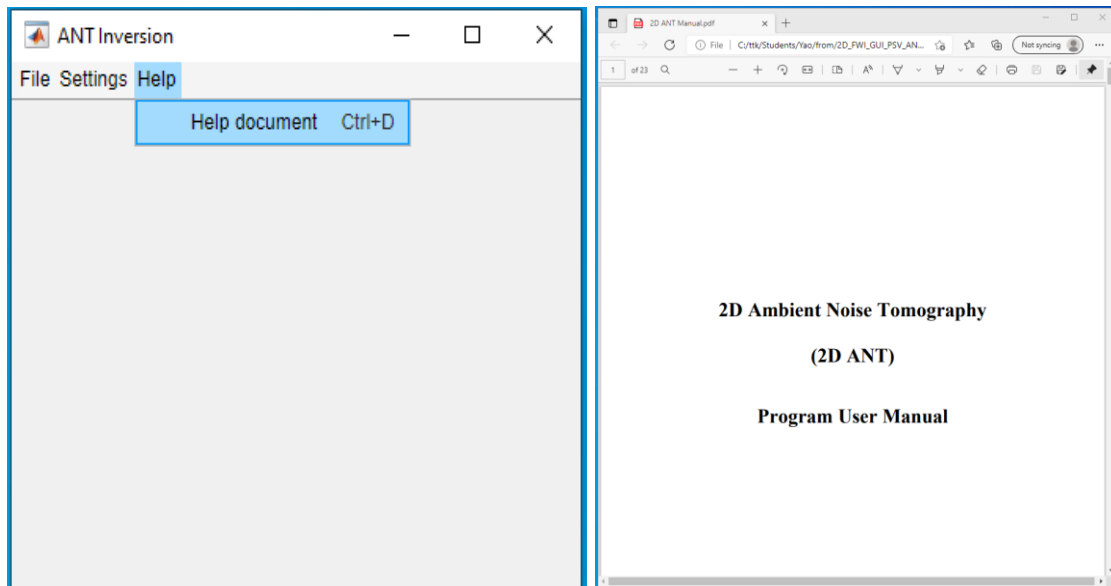 ANT Inversion
File Settings Help
Help document Ctrl+D
2D ANT Manual.pdf
File C:/ttk/Students/Yao/from/2D_FWI_GUI_PSV_AN... Not syncing
1 of 23
2D Ambient Noise Tomography
(2D ANT)
Program User Manual